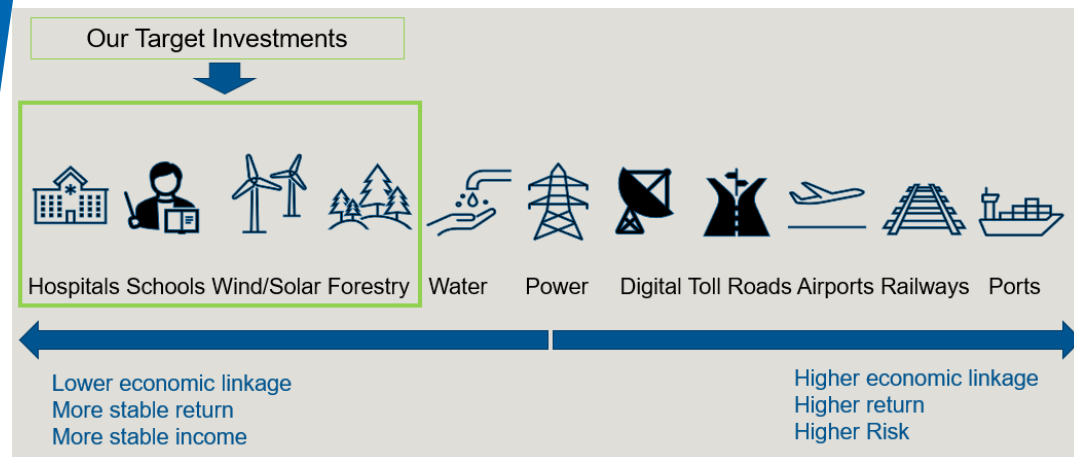 Our Target Investments
Hospitals Schools Wind/Solar Forestry Water Power Digital Toll Roads Airports Railways Ports
Lower economic linkage
More stable return
More stable income
Higher economic linkage
Higher return
Higher Risk